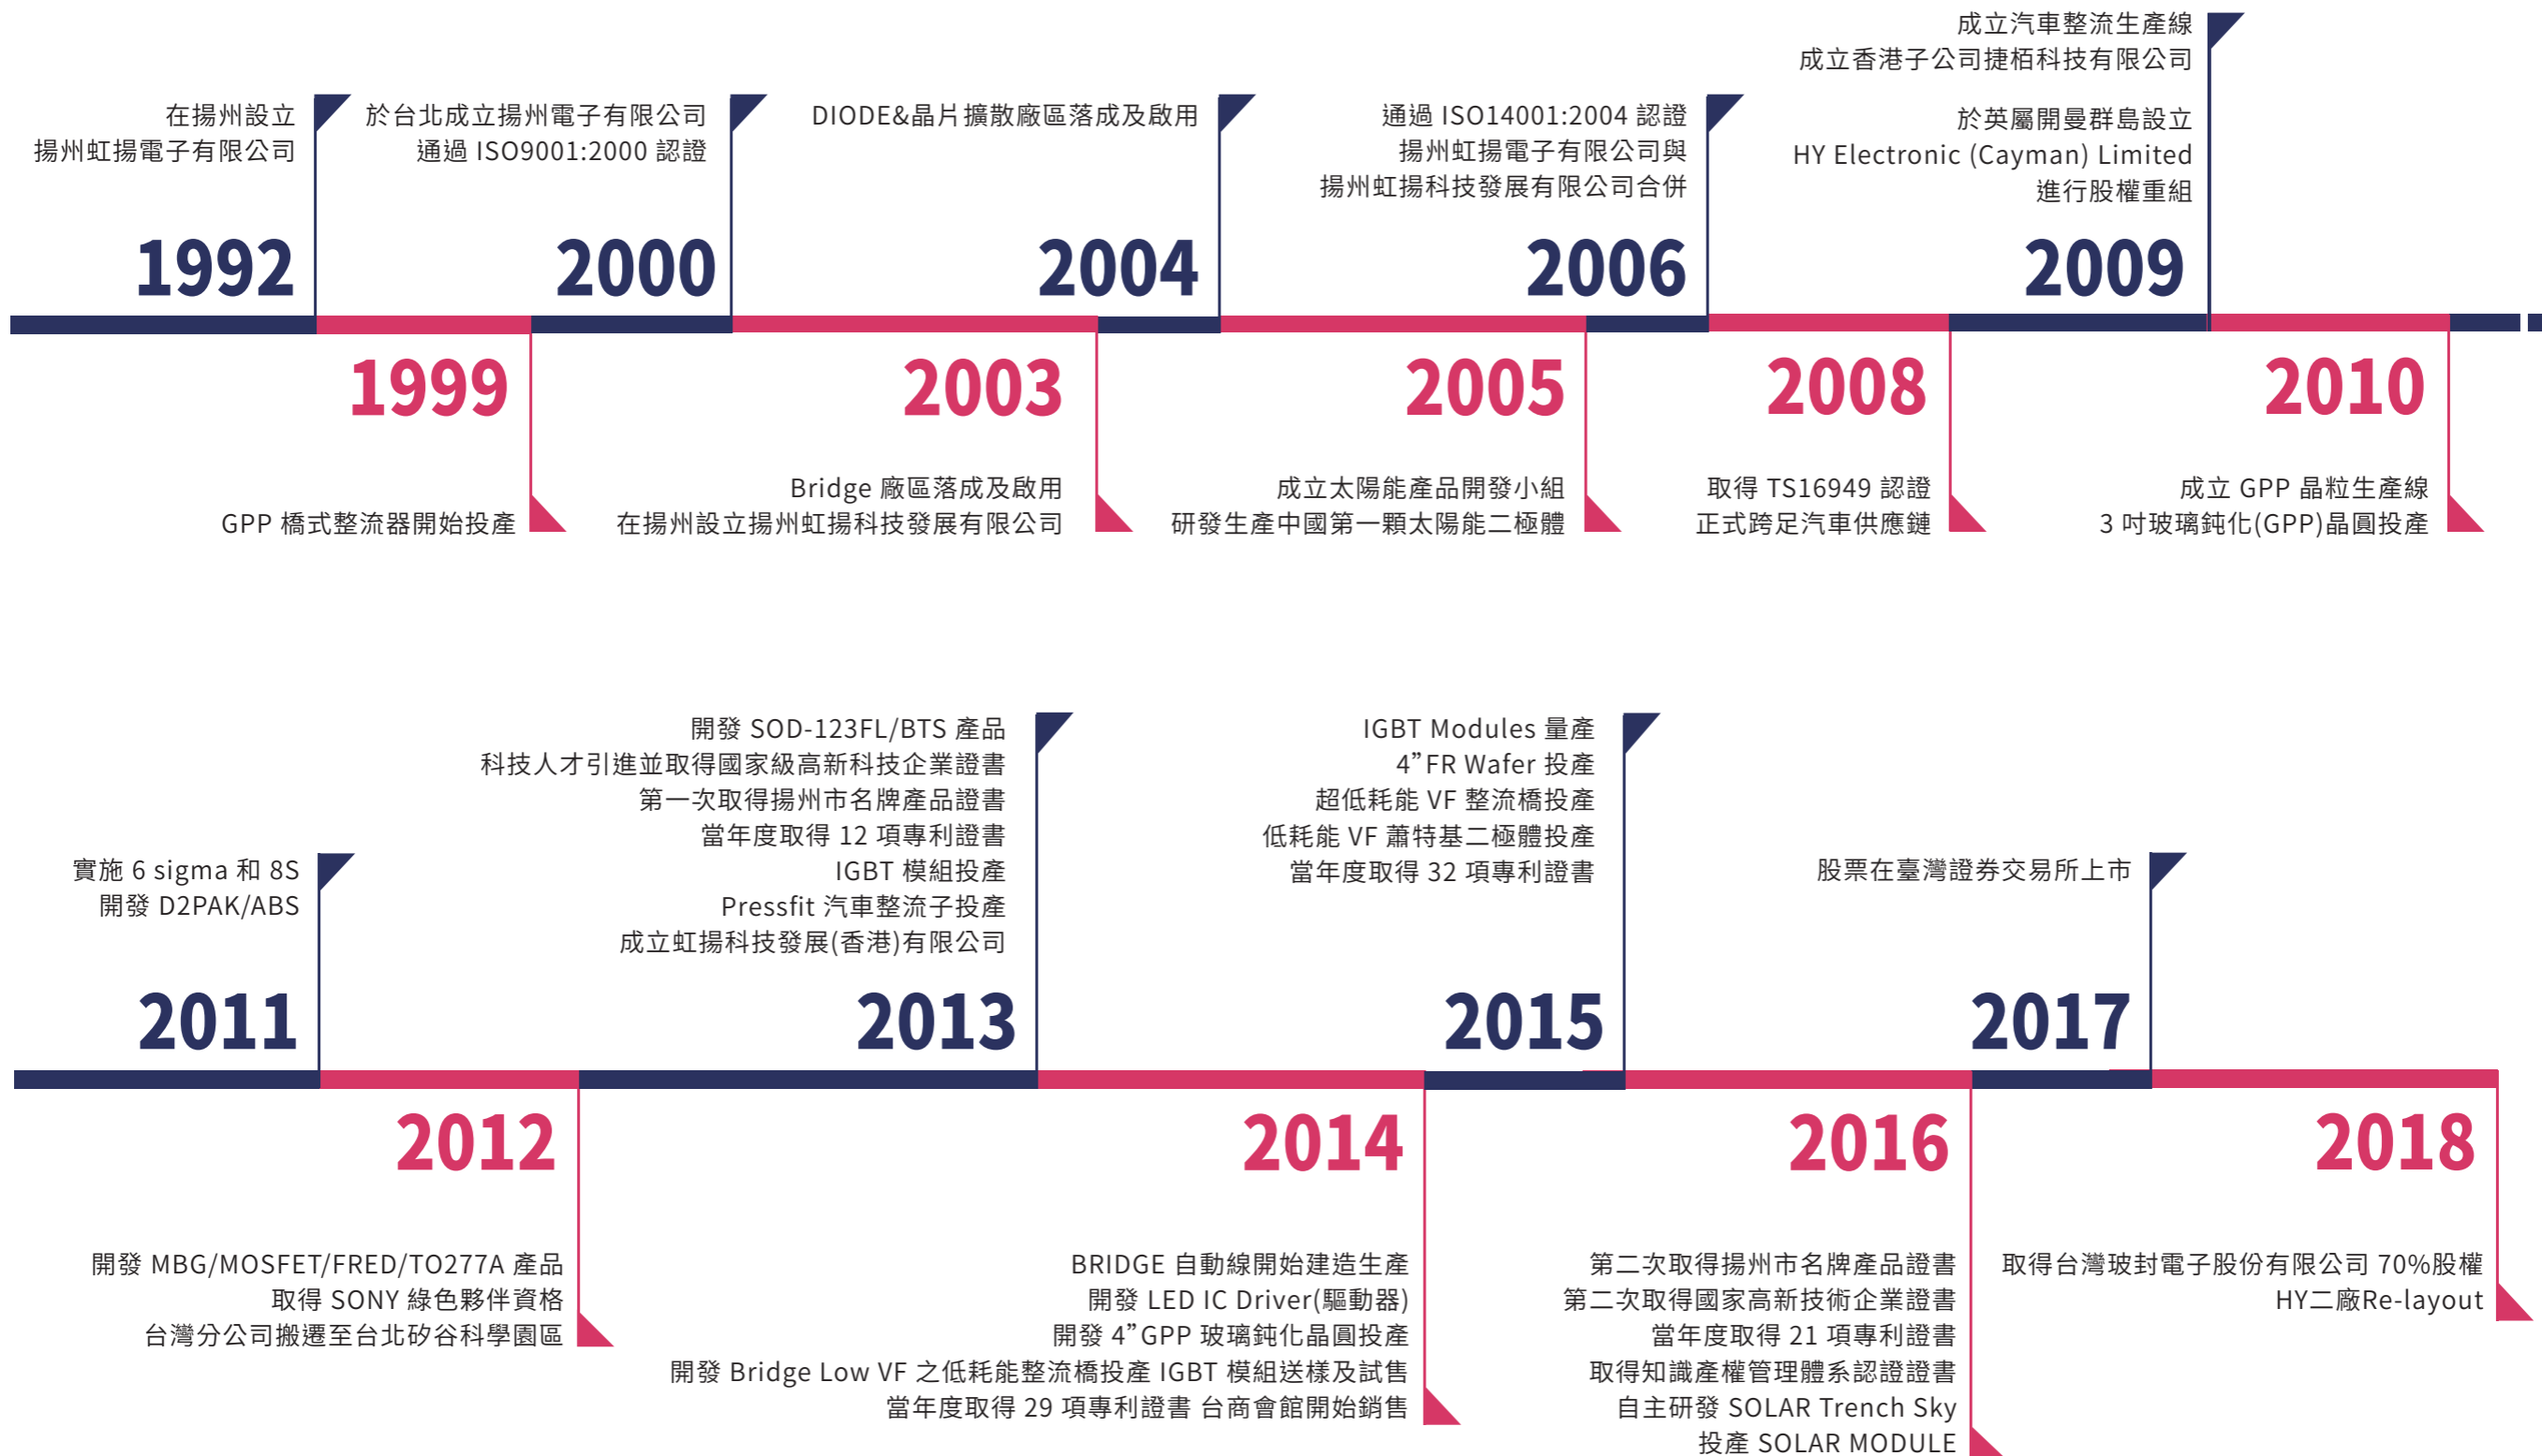 在揚州設立
揚州虹揚電子有限公司
1992
GPP 橋式整流器開始投產
1999
於台北成立揚州電子有限公司
通過 ISO9001:2000 認證
2000
2003
Bridge 廠區落成及啟用
在揚州設立揚州虹揚科技發展有限公司
DIODE&晶片擴散廠區落成及啟用
2004
2005
成立太陽能產品開發小組
研發生產中國第一顆太陽能二極體
通過 ISO14001:2004 認證
揚州虹揚電子有限公司與
揚州虹揚科技發展有限公司合併
2006
2008
取得 TS16949 認證
正式跨足汽車供應鏈
成立汽車整流生產線
成立香港子公司捷栢科技有限公司
於英屬開曼群島設立
HY Electronic (Cayman) Limited
進行股權重組
2009
2010
成立 GPP 晶粒生產線
3 吋玻璃鈍化(GPP)晶圓投產
實施 6 sigma 和 8S
開發 D2PAK/ABS
2011
2012
開發 MBG/MOSFET/FRED/TO277A 產品
取得 SONY 綠色夥伴資格
台灣分公司搬遷至台北矽谷科學園區
開發 SOD-123FL/BTS 產品
科技人才引進並取得國家級高新科技企業證書
第一次取得揚州市名牌產品證書
當年度取得 12 項專利證書
IGBT 模組投產
Pressfit 汽車整流子投產
成立虹揚科技發展(香港)有限公司
2013
2014
BRIDGE 自動線開始建造生產
開發 LED IC Driver(驅動器)
開發 4”GPP 玻璃鈍化晶圓投產
開發 Bridge Low VF 之低耗能整流橋投產 IGBT 模組送樣及試售
當年度取得 29 項專利證書 台商會館開始銷售
IGBT Modules 量產
4”FR Wafer 投產
超低耗能 VF 整流橋投產
低耗能 VF 蕭特基二極體投產
當年度取得 32 項專利證書
2015
2016
第二次取得揚州市名牌產品證書
第二次取得國家高新技術企業證書
當年度取得 21 項專利證書
取得知識產權管理體系認證證書
自主研發 SOLAR Trench Sky
投產 SOLAR MODULE
股票在臺灣證券交易所上市
2017
2018
取得台灣玻封電子股份有限公司 70%股權
HY二廠Re-layout